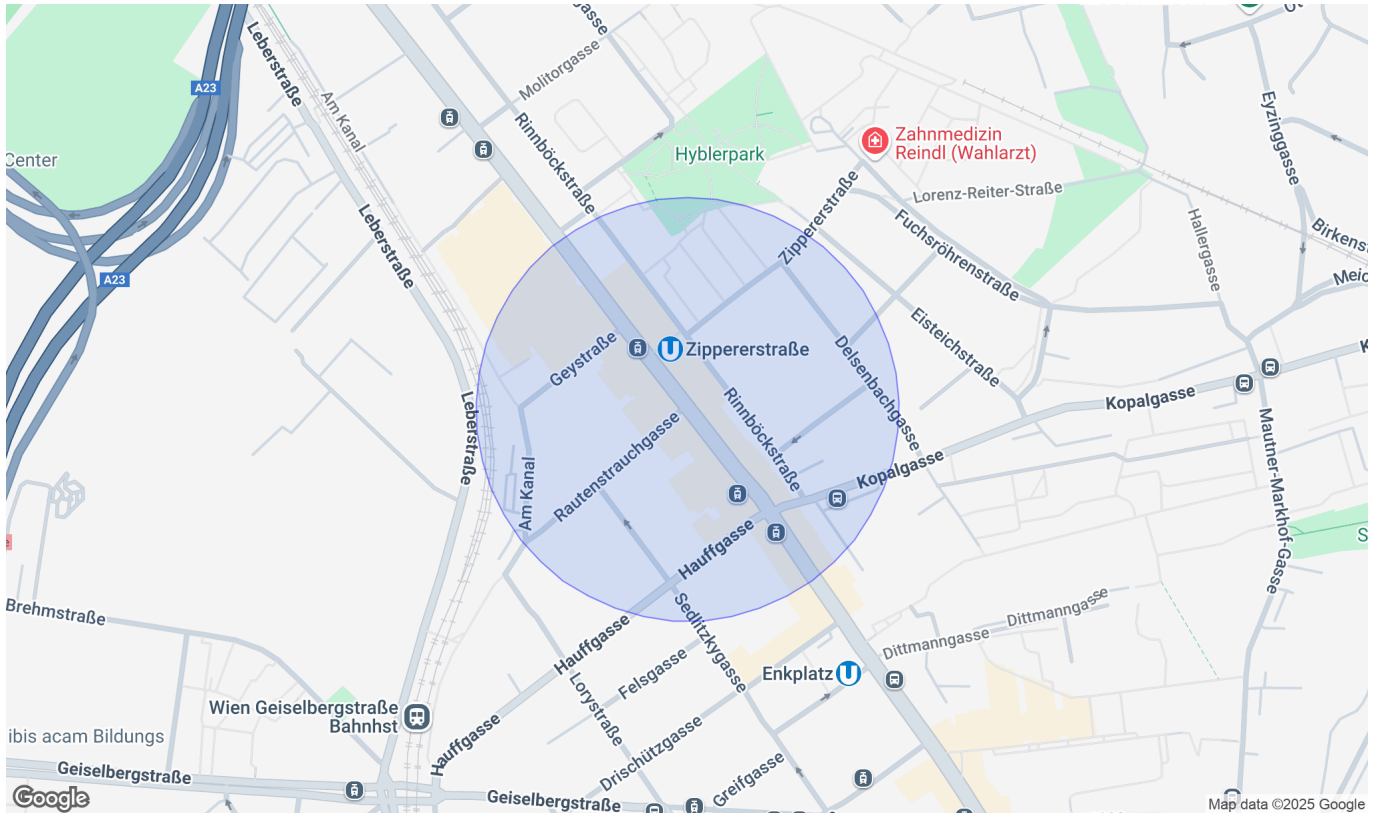 Leberstraße
Molitorgasse
A23
Am Kanal
Rinnböckstraße
Eyzinggasse
Zahnmedizin
Reindl (Wahlarzt)
Hyblerpark
Center
Lorenz-Reiter-Straße
Zippererstraße
Leberstraße
Fuchsröhrenstraße
Hallergasse
Birkenst
A23
Meic
Eisteichstraße
Geystraße
Zippererstraße
Delsenbachgasse
K
Rinnböckstraße
Kopalgasse
Leberstraße
Rautenstrauchgasse
Kopalgasse
Mautner-Markhof-Gasse
Am Kanal
S
Hauffgasse
Brehmstraße
Sedlitzkygasse
Dittmanngasse
Hauffgasse
Dittmanngasse
Felsgasse
Enkplatz
Lorystraße
Wien Geiselbergstraße
Bahnhst
ibis acam Bildungs
Hauffgasse
Drischützgasse
Geiselbergstraße
Greifgasse
Geiselbergstraße
Google
Map data ©2025 Google